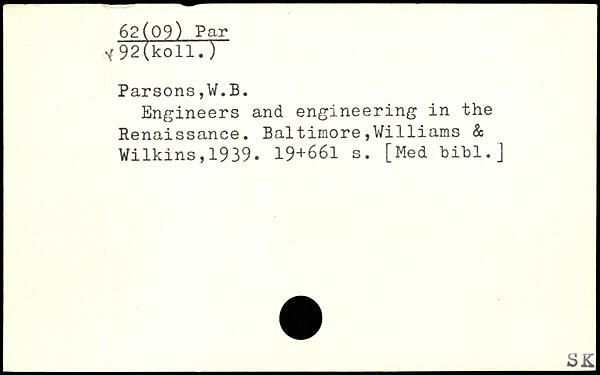 62(09) Par
√92(koll.)
Parsons,W.B.
Engineers and engineering in the
Renaissance. Baltimore,Williams &
Wilkins,1939. 19+661 s. [Med bibl.]
SK